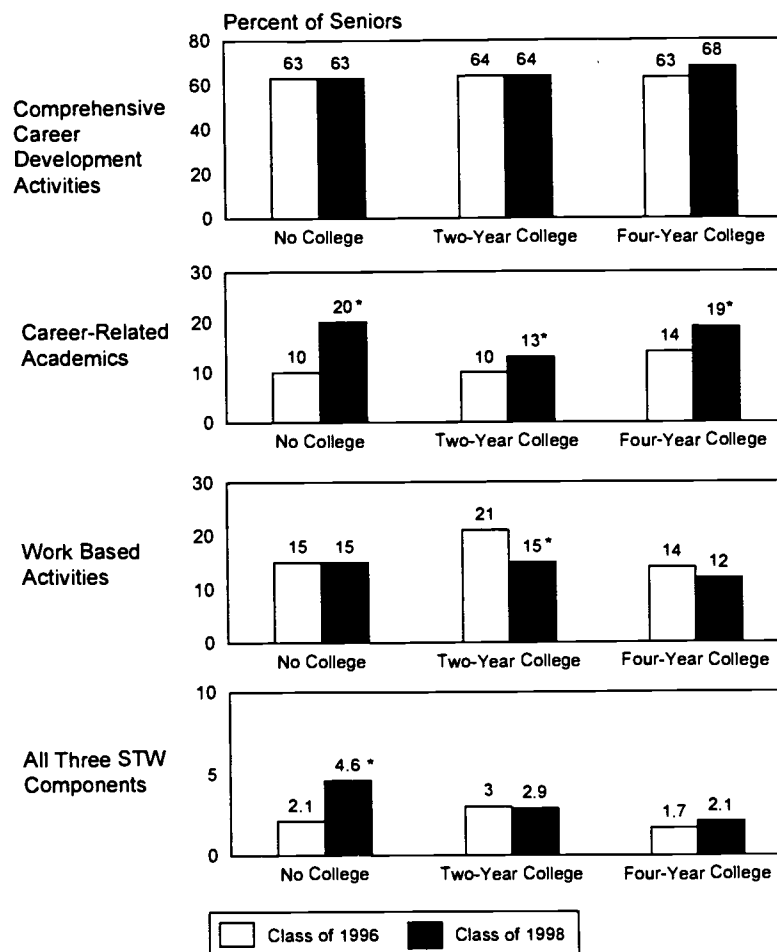 Percent of Seniors
Comprehensive
Career
Development
Activities
80
60
40
20
0
63 63
64 64
63 68
No College Two-Year College Four-Year College
Career-Related
Academics
30
20
10
0
10 20*
10 13*
14 19*
No College Two-Year College Four-Year College
Work Based
Activities
30
20
10
0
15 15
21 15*
14 12
No College Two-Year College Four-Year College
All Three STW
Components
10
5
0
2.1 4.6 *
3 2.9
1.7 2.1
No College Two-Year College Four-Year College
Class of 1996 Class of 1998